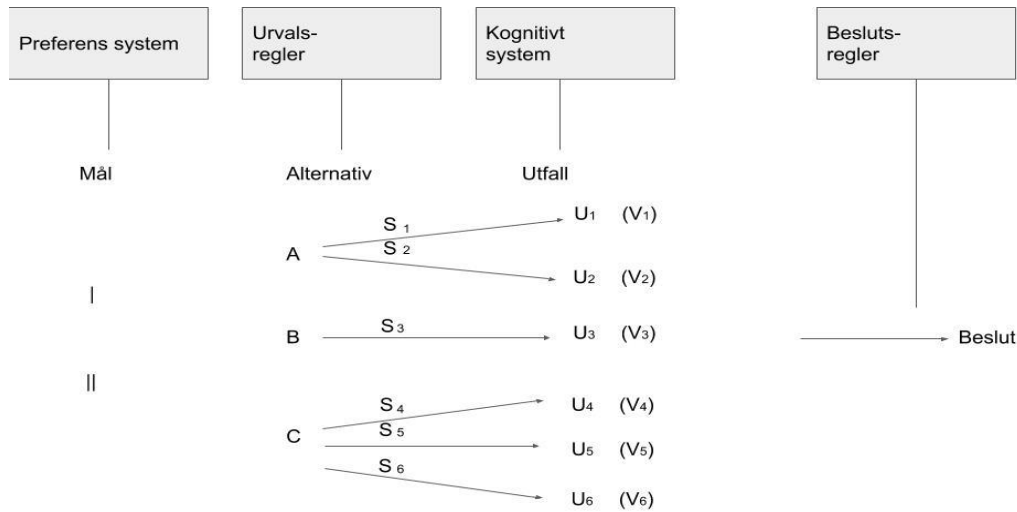 Preferens system
Urvals-
regler
Kognitivt
system
Besluts-
regler
Mål
Alternativ
Utfall
A
S 1
S 2
U1 (V1)
U2 (V2)
I
B
S 3
U3 (V3)
Beslut
II
C
S 4
S 5
S 6
U4 (V4)
U5 (V5)
U6 (V6)